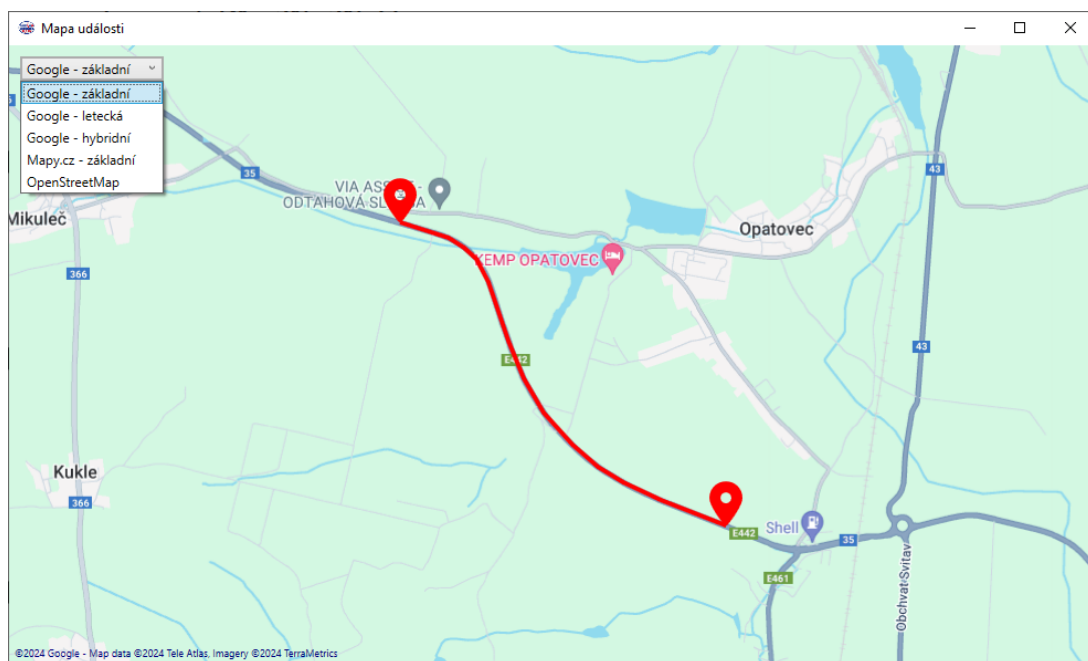 Mapa události
Google - základní
Google - základní
Google - letecká
Google - hybridní
Mapy.cz - základní
OpenStreetMap
35
43
VIA
ODTAHOVÁ
Mikuleč
Opatovec
KEMP OPATOVEC
366
43
Kukle
366
Shell
E442
35
E461
Obchvat Svitav
©2024 Google - Map data ©2024 Tele Atlas, Imagery ©2024 TerraMetrics